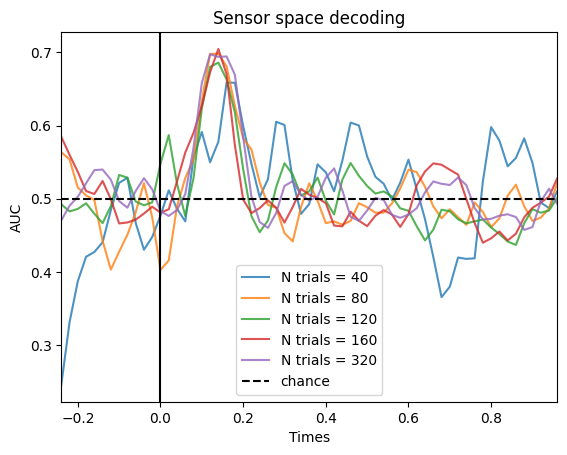 Sensor space decoding
AUC
0.7
0.6
0.5
0.4
0.3
N trials = 40
N trials = 80
N trials = 120
N trials = 160
N trials = 320
chance
−0.2 0.0 0.2 0.4 0.6 0.8
Times